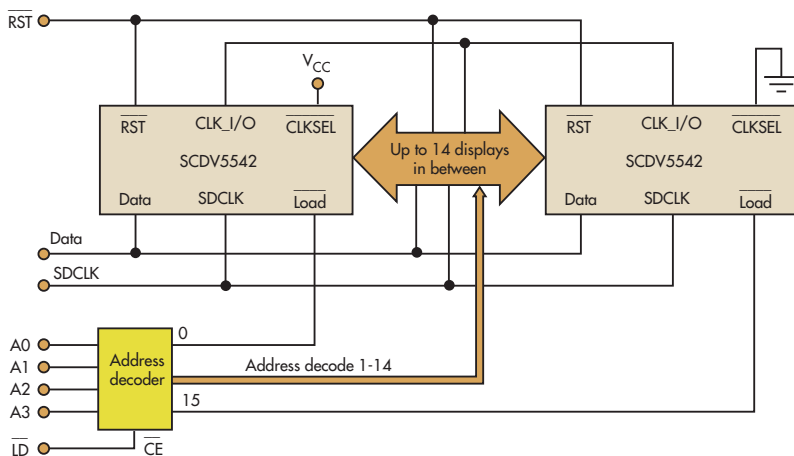 RST
V_CC
RST CLK_I/O CLKSEL
SCDV5542
Data SDCLK Load
Up to 14 displays
in between
RST CLK_I/O CLKSEL
SCDV5542
Data SDCLK Load
Data
SDCLK
A0
A1
A2
A3
LD
Address
decoder
CE
0
Address decode 1-14
15